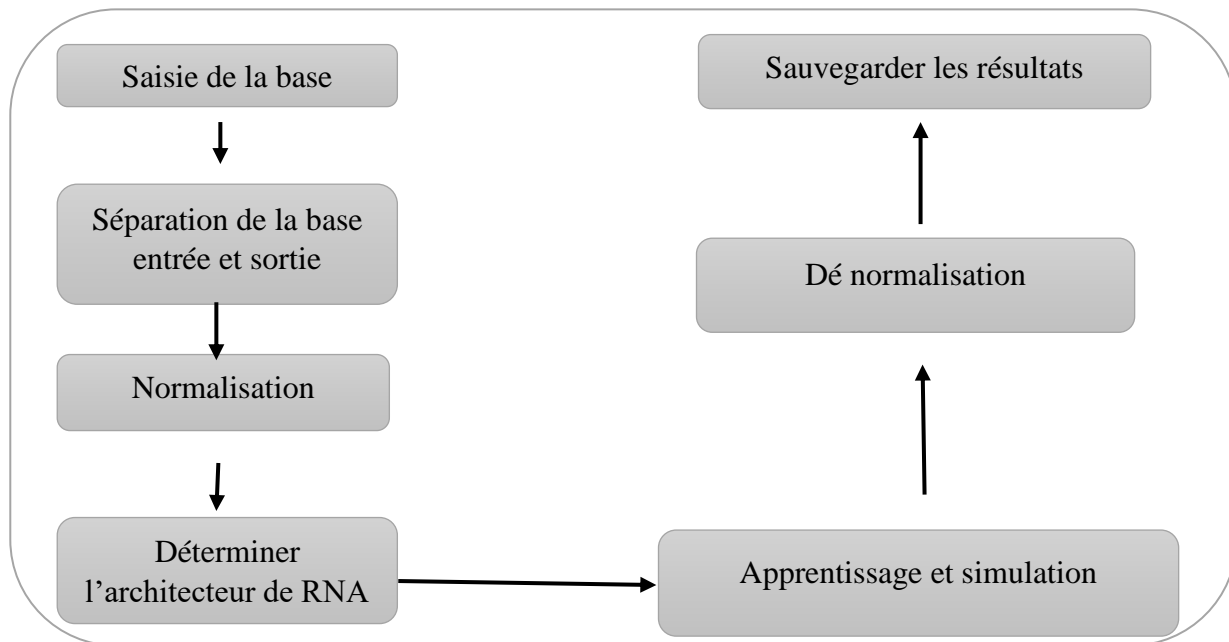 Saisie de la base
Séparation de la base
entrée et sortie
Normalisation
Déterminer
l’architecteur de RNA
Apprentissage et simulation
Dé normalisation
Sauvegarder les résultats